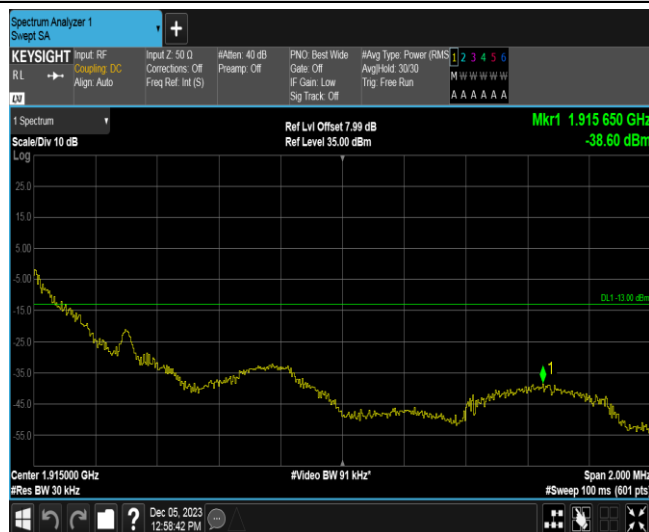 Spectrum Analyzer 1
Swept SA
KEYSIGHT
RL
LXI
Input: RF
Coupling: DC
Align: Auto
Input Z: 50 Ω
Corrections: Off
Freq Ref: Int (S)
#Atten: 40 dB
Preamp: Off
PNO: Best Wide
Gate: Off
IF Gain: Low
Sig Track: Off
#Avg Type: Power (RMS
Avg|Hold: 30/30
Trig: Free Run
1 2 3 4 5 6
M W W W W W
A A A A A A
1 Spectrum
Scale/Div 10 dB
Ref Lvl Offset 7.99 dB
Ref Level 35.00 dBm
Mkr1 1.915 650 GHz
-38.60 dBm
Log
25.0
15.0
5.00
-5.00
DL1 -13.00 dBm
-15.0
-25.0
-35.0
1
-45.0
-55.0
Center 1.915000 GHz
#Video BW 91 kHz*
Span 2.000 MHz
#Res BW 30 kHz
#Sweep 100 ms (601 pts)
?
Dec 05, 2023
12:58:42 PM